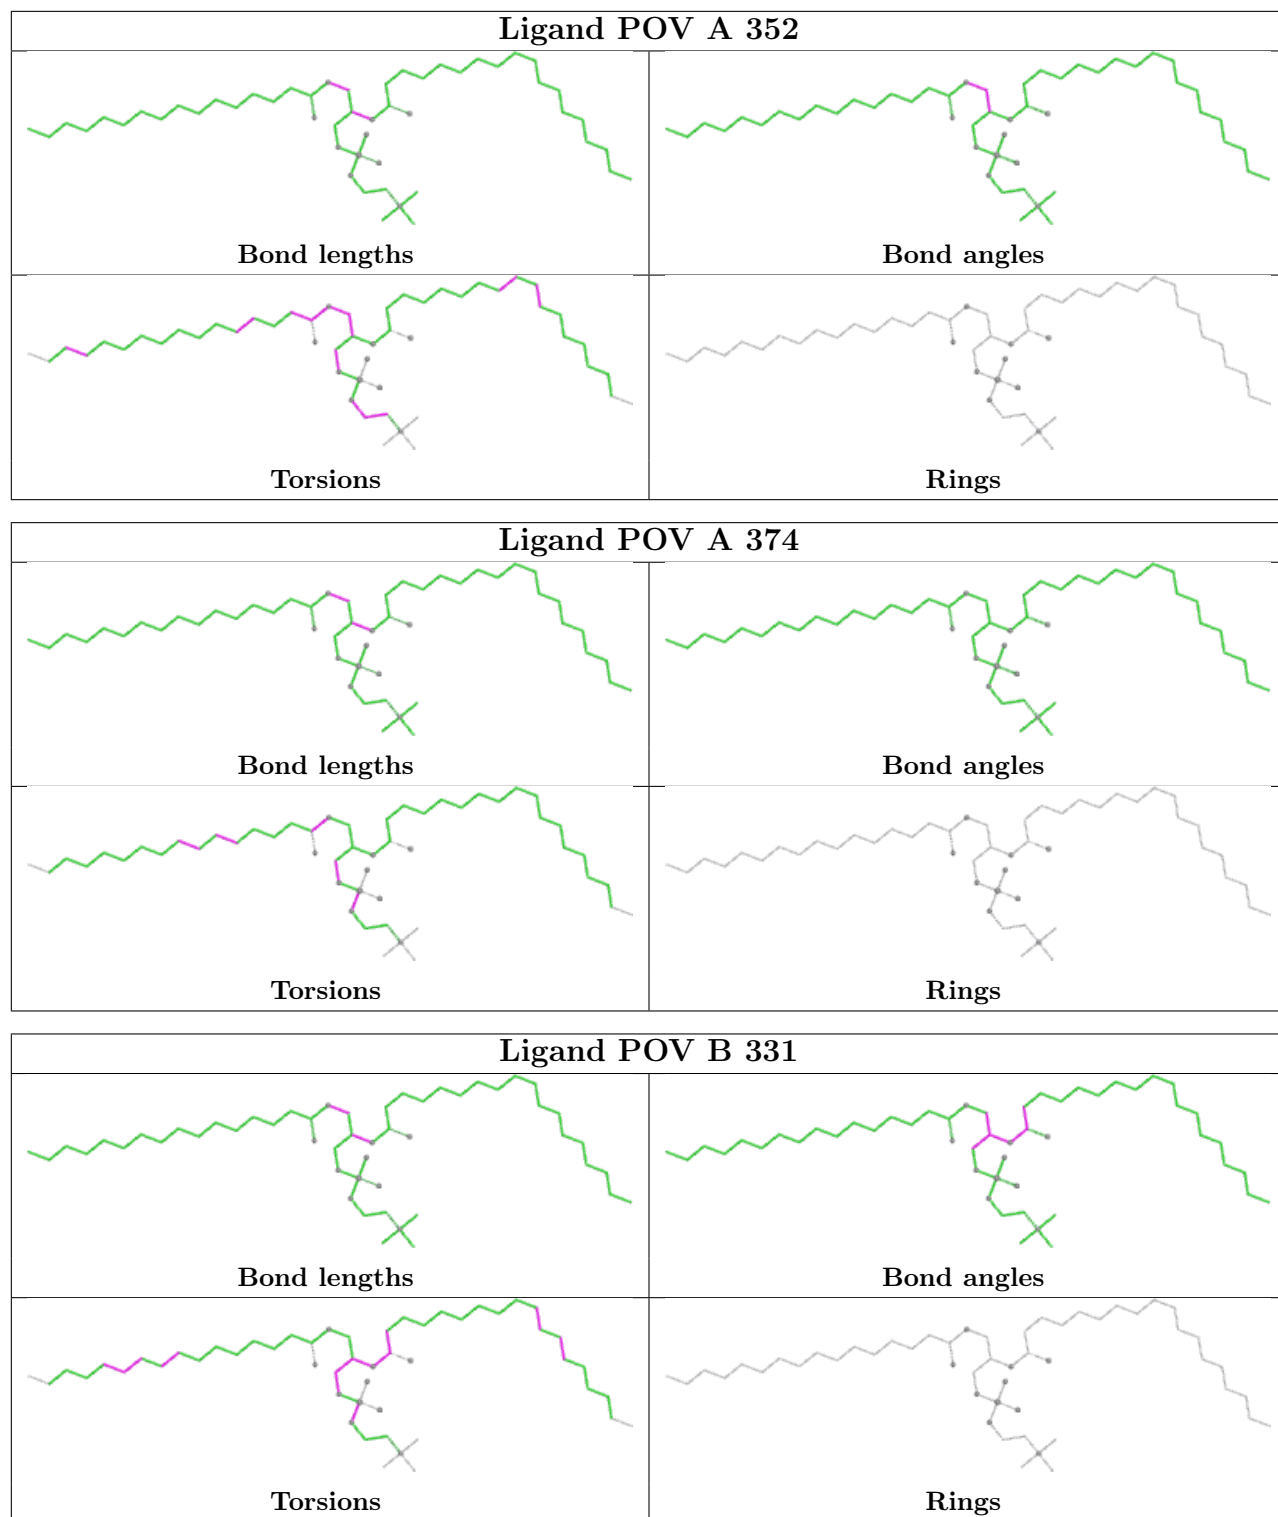 Ligand POV A 352
Bond lengths
Bond angles
Torsions
Rings
Ligand POV A 374
Bond lengths
Bond angles
Torsions
Rings
Ligand POV B 331
Bond lengths
Bond angles
Torsions
Rings